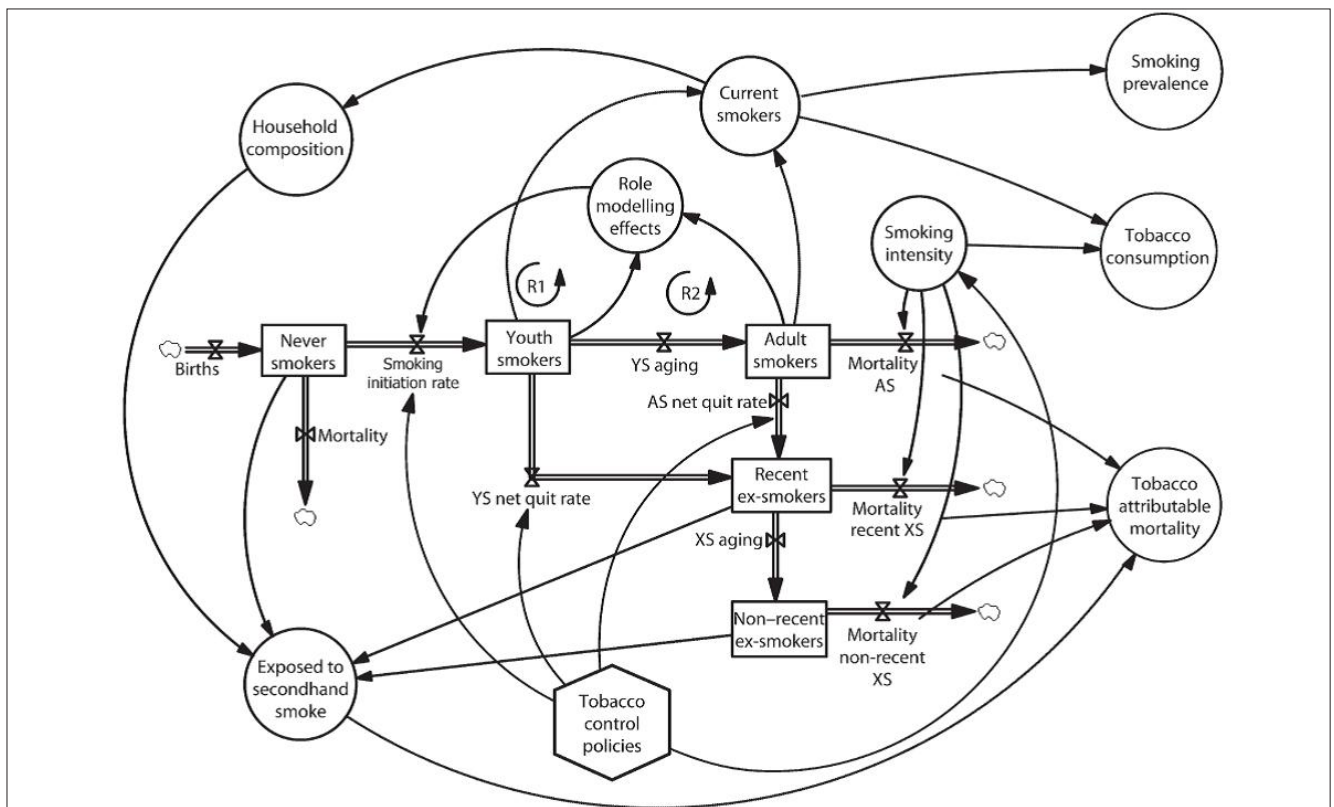 Smoking
prevalence
Current
smokers
Household
composition
Role
modelling
effects
Smoking
intensity
Tobacco
consumption
R1
R2
Never
smokers
Youth
smokers
Adult
smokers
Births
Smoking
initiation rate
YS aging
Mortality
AS
AS net quit rate
Mortality
Recent
ex-smokers
YS net quit rate
Mortality
recent XS
Tobacco
attributable
mortality
XS aging
Non–recent
ex-smokers
Mortality
non-recent
XS
Exposed to
secondhand
smoke
Tobacco
control
policies